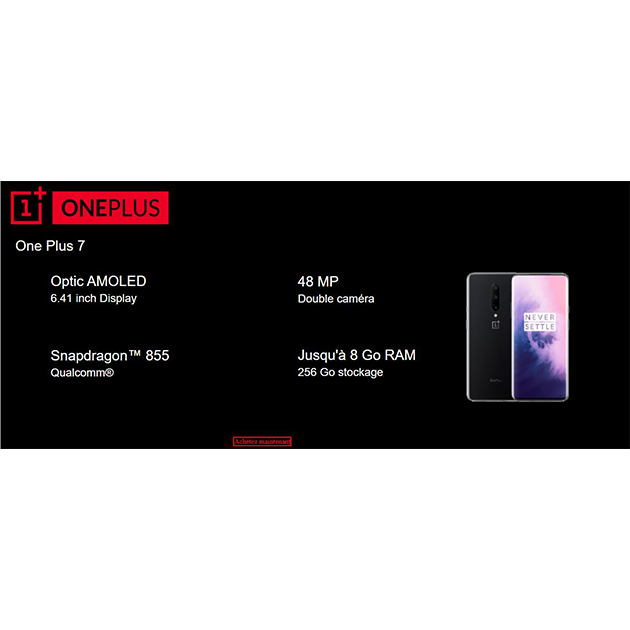 1+ ONEPLUS
One Plus 7
Optic AMOLED
6.41 inch Display
48 MP
Double caméra
Snapdragon™ 855
Qualcomm®
Jusqu'à 8 Go RAM
256 Go stockage
NEVER
SETTLE
Achetez maintenant